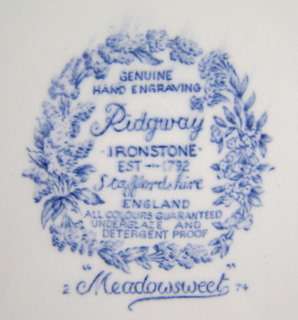 GENUINE
HAND ENGRAVING
Ridgway
IRONSTONE
EST 1792
Staffordshire
ENGLAND
ALL COLOURS GUARANTEED
UNDERGLAZE AND
DETERGENT PROOF
2 "Meadowsweet" 74